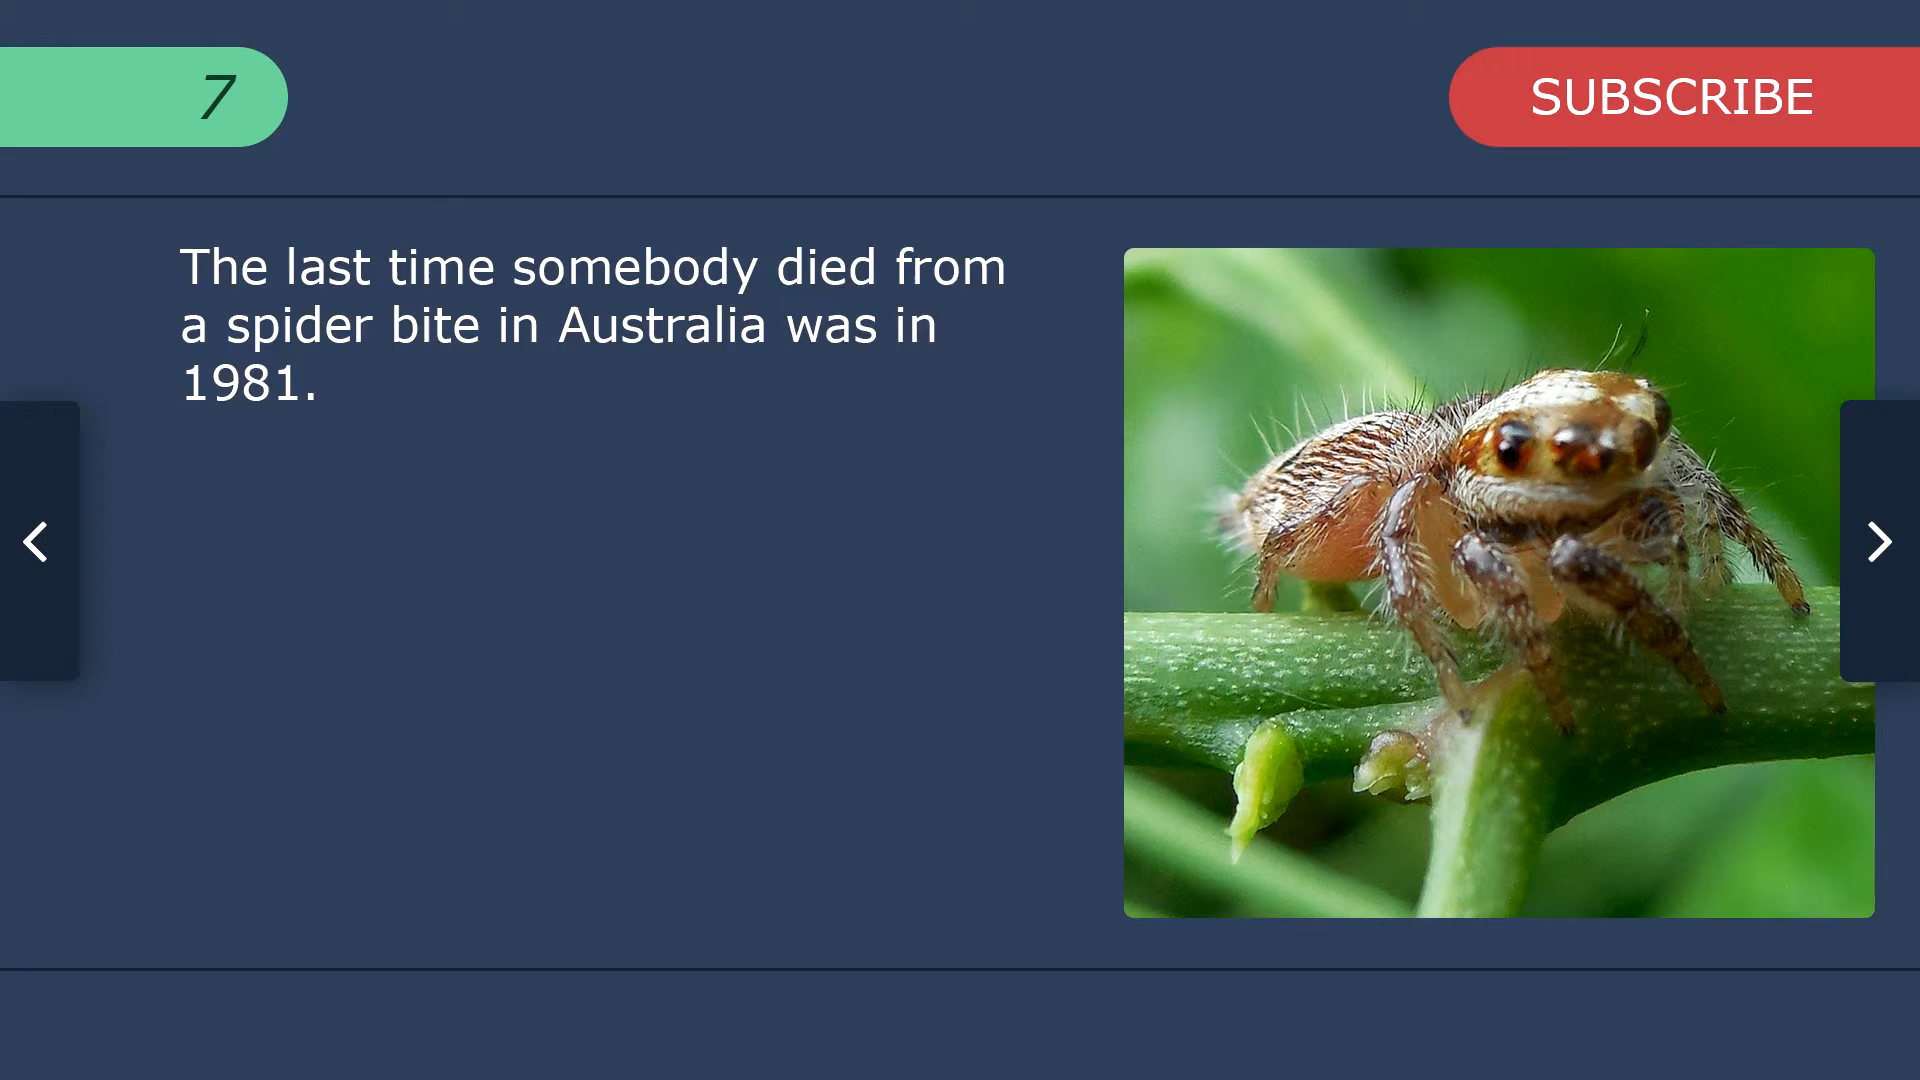 7
SUBSCRIBE
The last time somebody died from
a spider bite in Australia was in
1981.